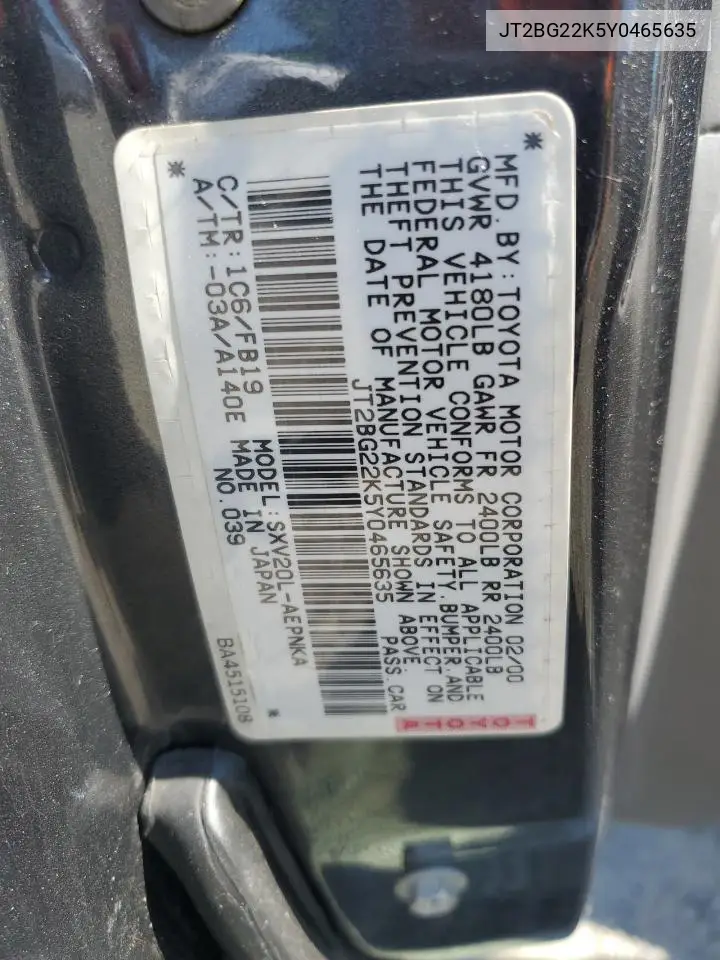 JT2BG22K5Y0465635
MFD. BY: TOYOTA MOTOR CORPORATION 02/00
GVWR 4180LB GAWR FR 2400LB RR 2400LB
THIS VEHICLE CONFORMS TO ALL APPLICABLE
FEDERAL MOTOR VEHICLE SAFETY, BUMPER, AND
THEFT PREVENTION STANDARDS IN EFFECT ON
THE DATE OF MANUFACTURE SHOWN ABOVE.
JT2BG22K5Y0465635 PASS. CAR
TOYOTA
C/TR: 1C6/FB19 MODEL: SXV20L-AEPNKA
A/TM: -03A/A140E MADE IN JAPAN
NO. 039
BA4515108